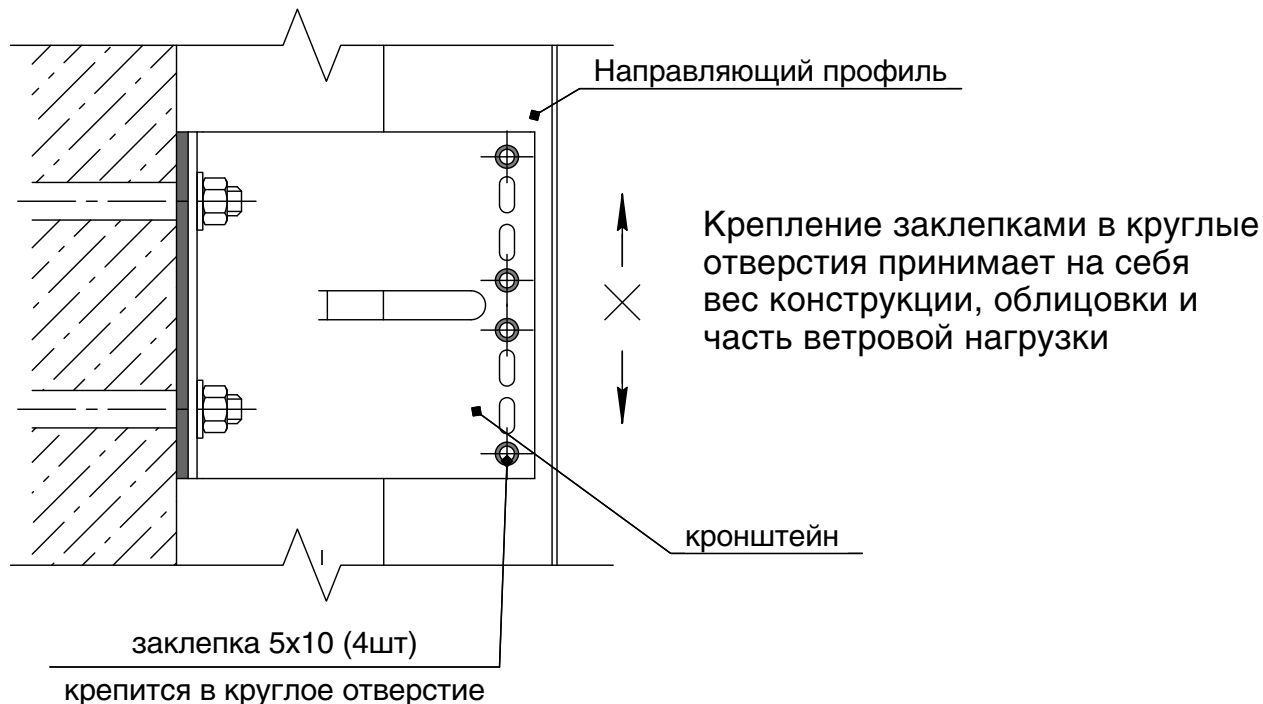 Направляющий профиль
Крепление заклепками в круглые
отверстия принимает на себя
вес конструкции, облицовки и
часть ветровой нагрузки
кронштейн
заклепка 5х10 (4шт)
крепится в круглое отверстие